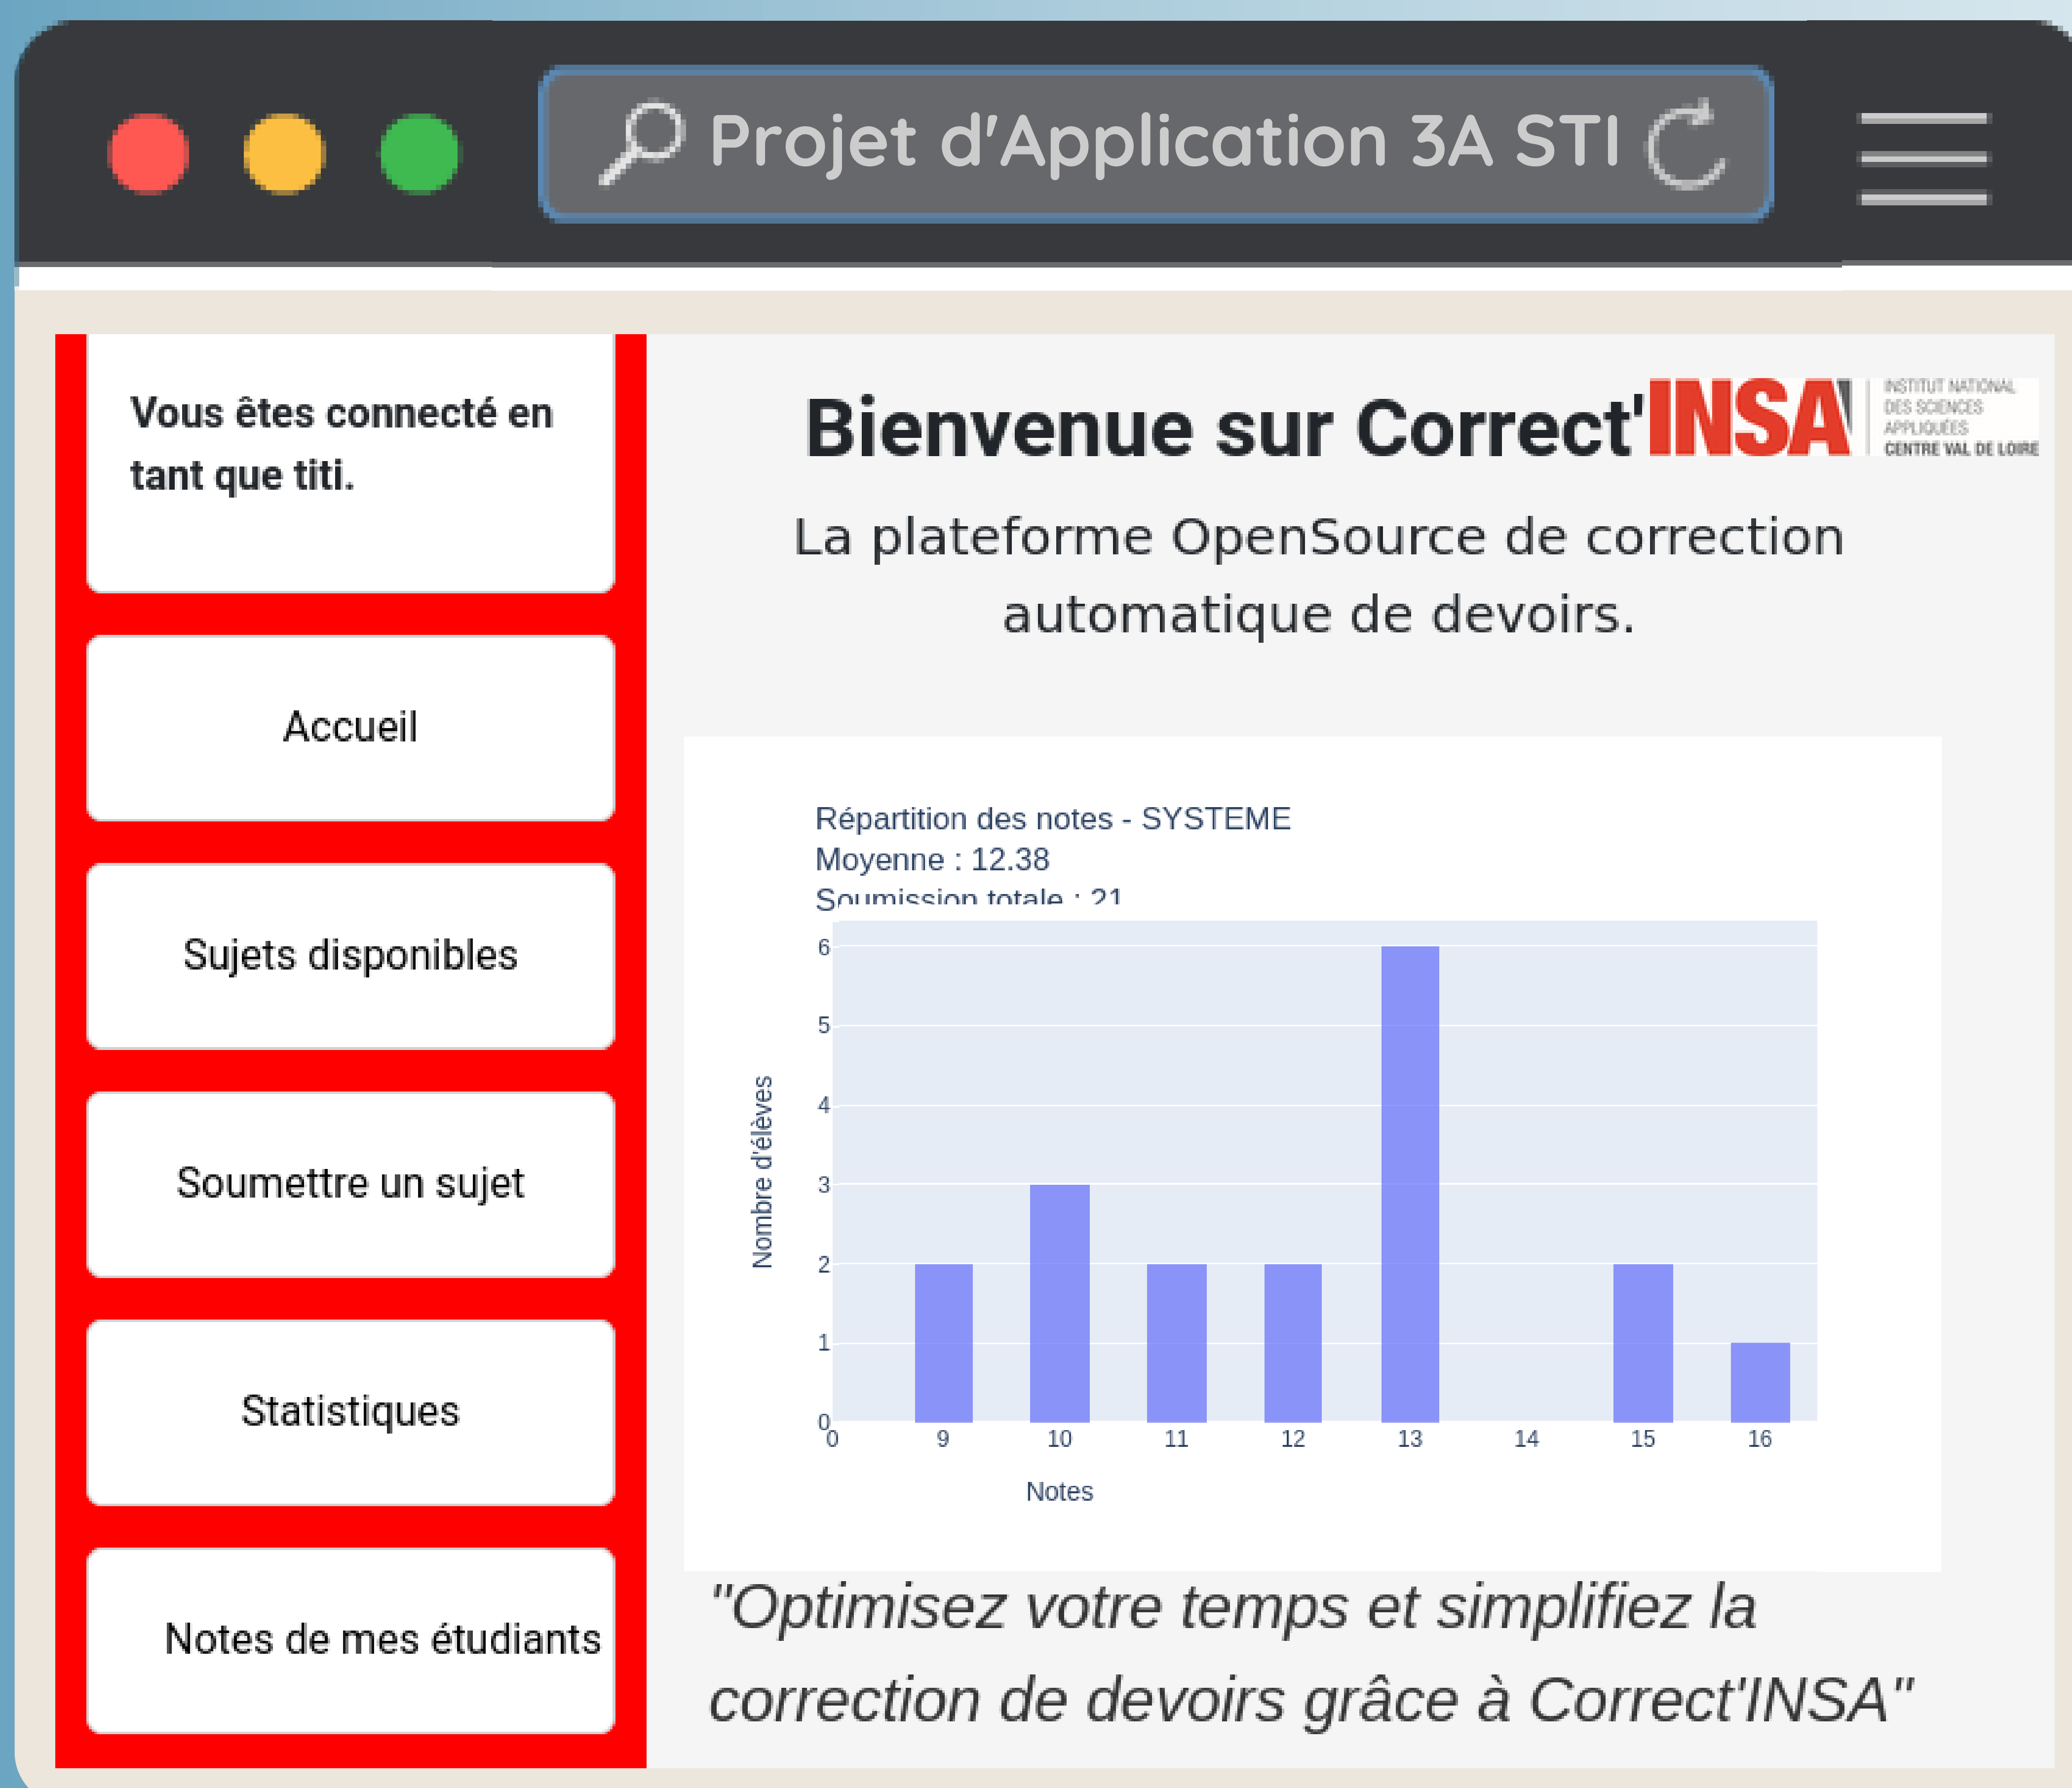 Projet d'Application 3A STI
Vous êtes connecté en
tant que titi.
Accueil
Sujets disponibles
Soumettre un sujet
Statistiques
Notes de mes étudiants
Bienvenue sur Correct'INSA
INSTITUT NATIONAL
DES SCIENCES
APPLIQUÉES
CENTRE VAL DE LOIRE
La plateforme OpenSource de correction
automatique de devoirs.
Répartition des notes - SYSTEME
Moyenne : 12.38
Soumission totale : 21
6
5
4
3
2
1
0
Nombre d'élèves
0 9 10 11 12 13 14 15 16
Notes
"Optimisez votre temps et simplifiez la
correction de devoirs grâce à Correct'INSA"